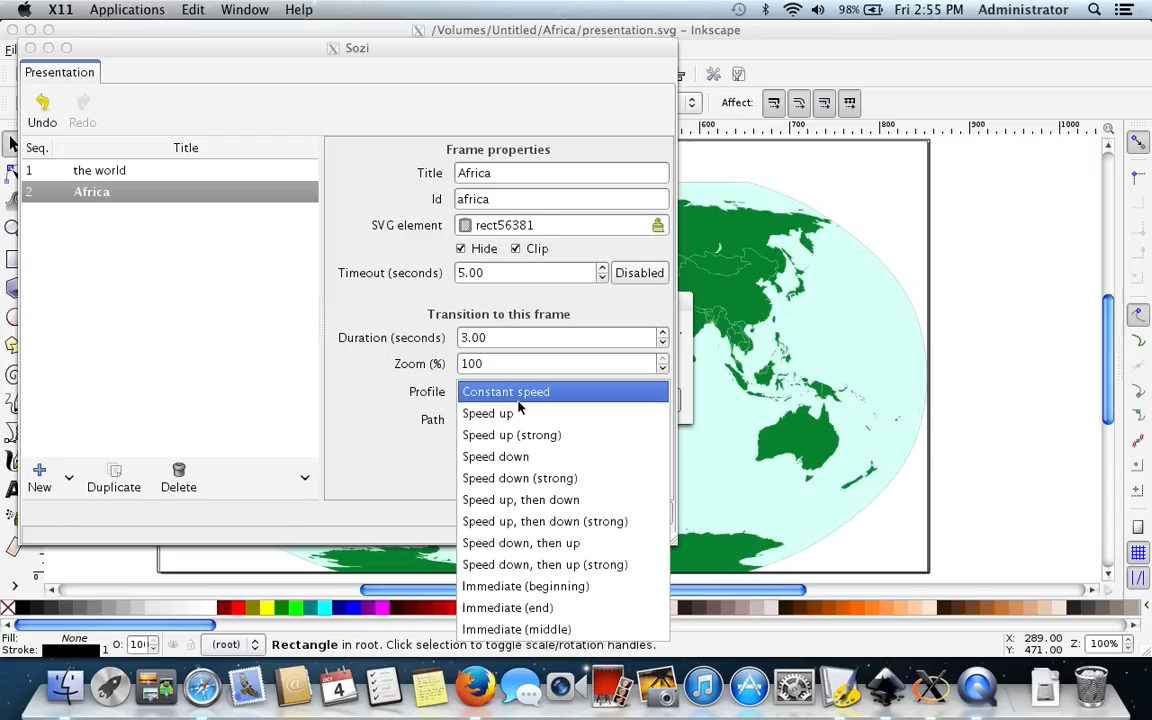 X11 Applications Edit Window Help 98% Fri 2:55 PM Administrator
/Volumes/Untitled/Africa/presentation.svg - Inkscape
Sozi
Presentation
Affect:
Undo Redo
600 700 800 900 1000
Seq. Title
1 the world
2 Africa
Frame properties
Title Africa
Id africa
SVG element rect56381
Hide Clip
Timeout (seconds) 5.00 Disabled
Transition to this frame
Duration (seconds) 3.00
Zoom (%) 100
Profile Constant speed
Path
Speed up
Speed up (strong)
Speed down
Speed down (strong)
Speed up, then down
Speed up, then down (strong)
Speed down, then up
Speed down, then up (strong)
Immediate (beginning)
Immediate (end)
Immediate (middle)
New Duplicate Delete
Fill: None
Stroke: 1 O: (root) Rectangle in root. Click selection to toggle scale/rotation handles. X: 289.00 Z: 100%
Y: 471.00
OCT
4